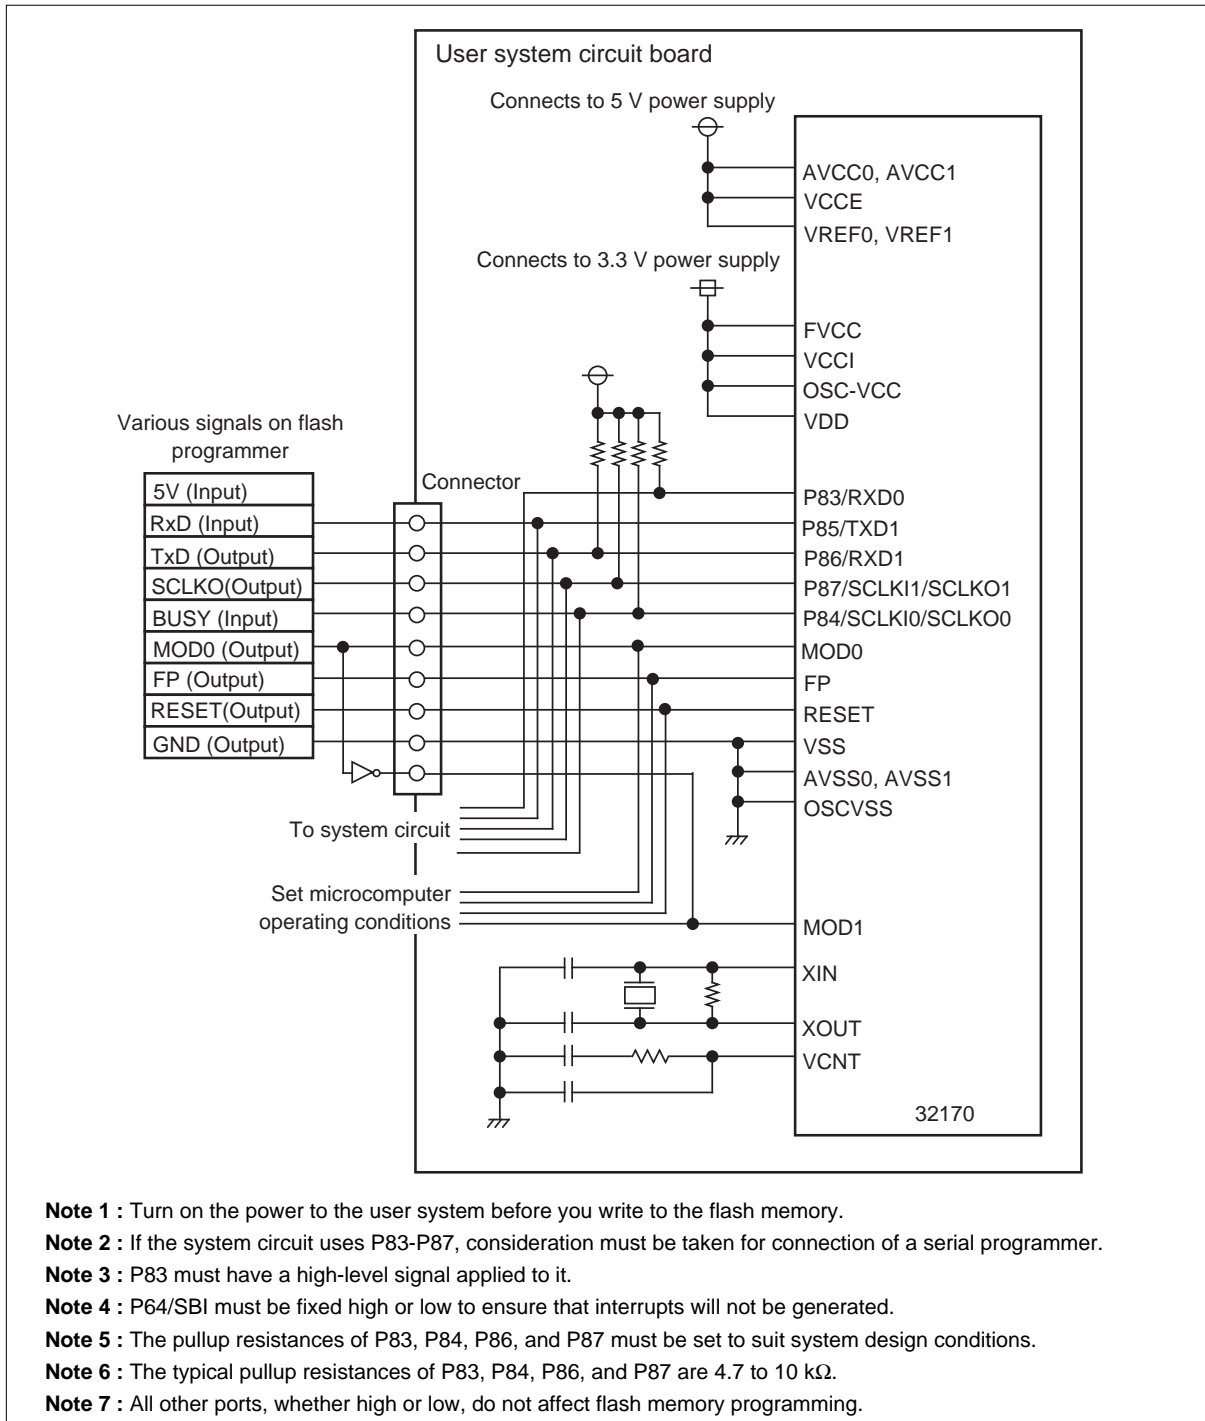 User system circuit board
Connects to 5 V power supply
AVCC0, AVCC1
VCCE
VREF0, VREF1
Connects to 3.3 V power supply
FVCC
VCCI
OSC-VCC
VDD
Various signals on flash
programmer
Connector
5V (Input)
RxD (Input)
TxD (Output)
SCLKO(Output)
BUSY (Input)
MOD0 (Output)
FP (Output)
RESET(Output)
GND (Output)
P83/RXD0
P85/TXD1
P86/RXD1
P87/SCLKI1/SCLKO1
P84/SCLKI0/SCLKO0
MOD0
FP
RESET
VSS
AVSS0, AVSS1
OSCVSS
To system circuit
Set microcomputer
operating conditions
MOD1
XIN
XOUT
VCNT
32170
Note 1 : Turn on the power to the user system before you write to the flash memory.
Note 2 : If the system circuit uses P83-P87, consideration must be taken for connection of a serial programmer.
Note 3 : P83 must have a high-level signal applied to it.
Note 4 : P64/SBI must be fixed high or low to ensure that interrupts will not be generated.
Note 5 : The pullup resistances of P83, P84, P86, and P87 must be set to suit system design conditions.
Note 6 : The typical pullup resistances of P83, P84, P86, and P87 are 4.7 to 10 kΩ.
Note 7 : All other ports, whether high or low, do not affect flash memory programming.